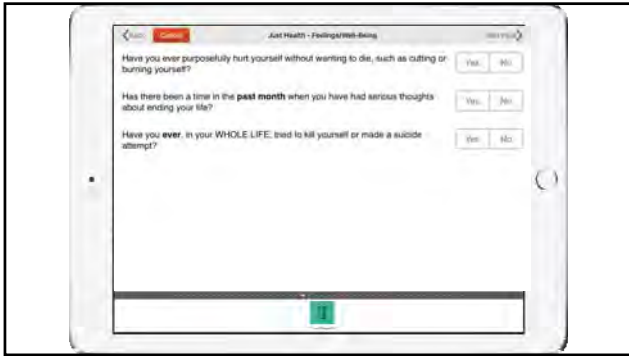 Just Health - Feelings/Well-Being
Have you ever purposefully hurt yourself without wanting to die, such as cutting or
burning yourself?
Yes No
Has there been a time in the past month when you have had serious thoughts
about ending your life?
Yes No
Have you ever, in your WHOLE LIFE, tried to kill yourself or made a suicide
attempt?
Yes No